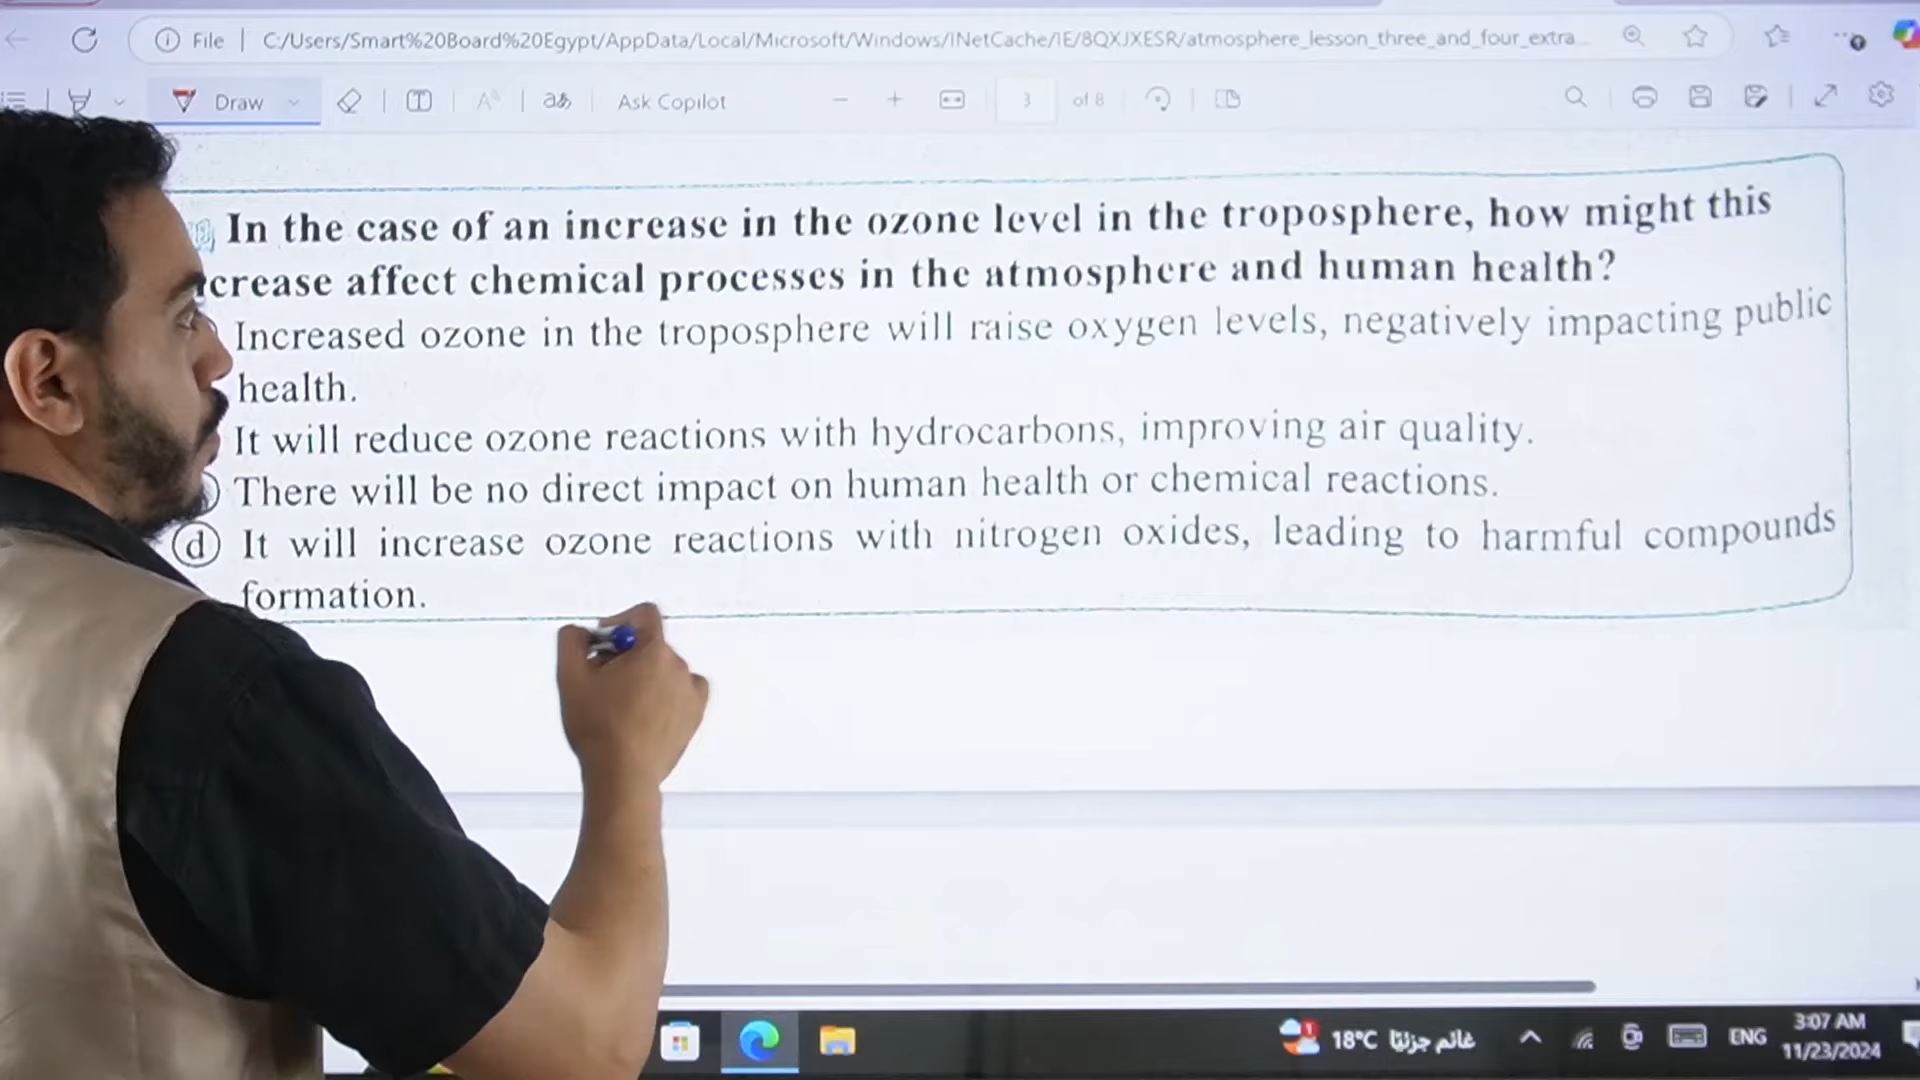 File | C:/Users/Smart%20Board%20Egypt/AppData/Local/Microsoft/Windows/INetCache/IE/8QXJXESR/atmosphere_lesson_three_and_four_extra...
Draw aあ Ask Copilot 3 of 8
In the case of an increase in the ozone level in the troposphere, how might this
crease affect chemical processes in the atmosphere and human health?
Increased ozone in the troposphere will raise oxygen levels, negatively impacting public
health.
It will reduce ozone reactions with hydrocarbons, improving air quality.
There will be no direct impact on human health or chemical reactions.
d It will increase ozone reactions with nitrogen oxides, leading to harmful compounds
formation.
18°C غائم جزئيًا ENG 3:07 AM
11/23/2024